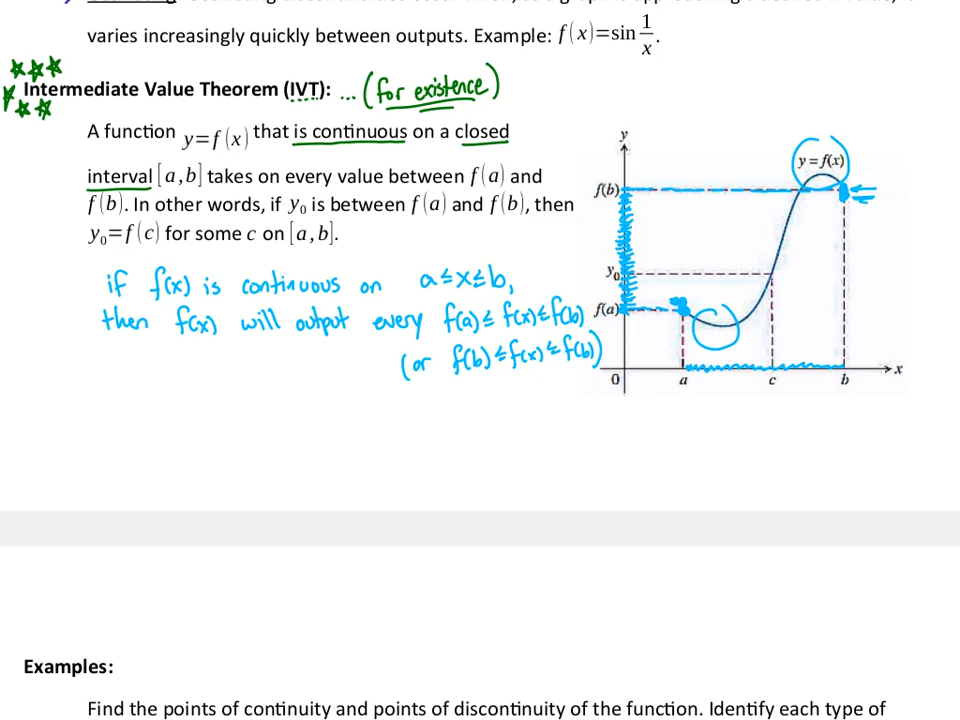 varies increasingly quickly between outputs. Example: f(x)=sin 1/x.
Intermediate Value Theorem (IVT): ... (for existence)
A function y=f(x) that is continuous on a closed
interval [a,b] takes on every value between f(a) and
f(b). In other words, if y₀ is between f(a) and f(b), then
y₀=f(c) for some c on [a,b].
if f(x) is continuous on a≤x≤b,
then f(x) will output every f(a)≤f(x)≤f(b)
(or f(b)≤f(x)≤f(b))
y
y = f(x)
f(b)
y₀
f(a)
0 a c b x
Examples:
Find the points of continuity and points of discontinuity of the function. Identify each type of